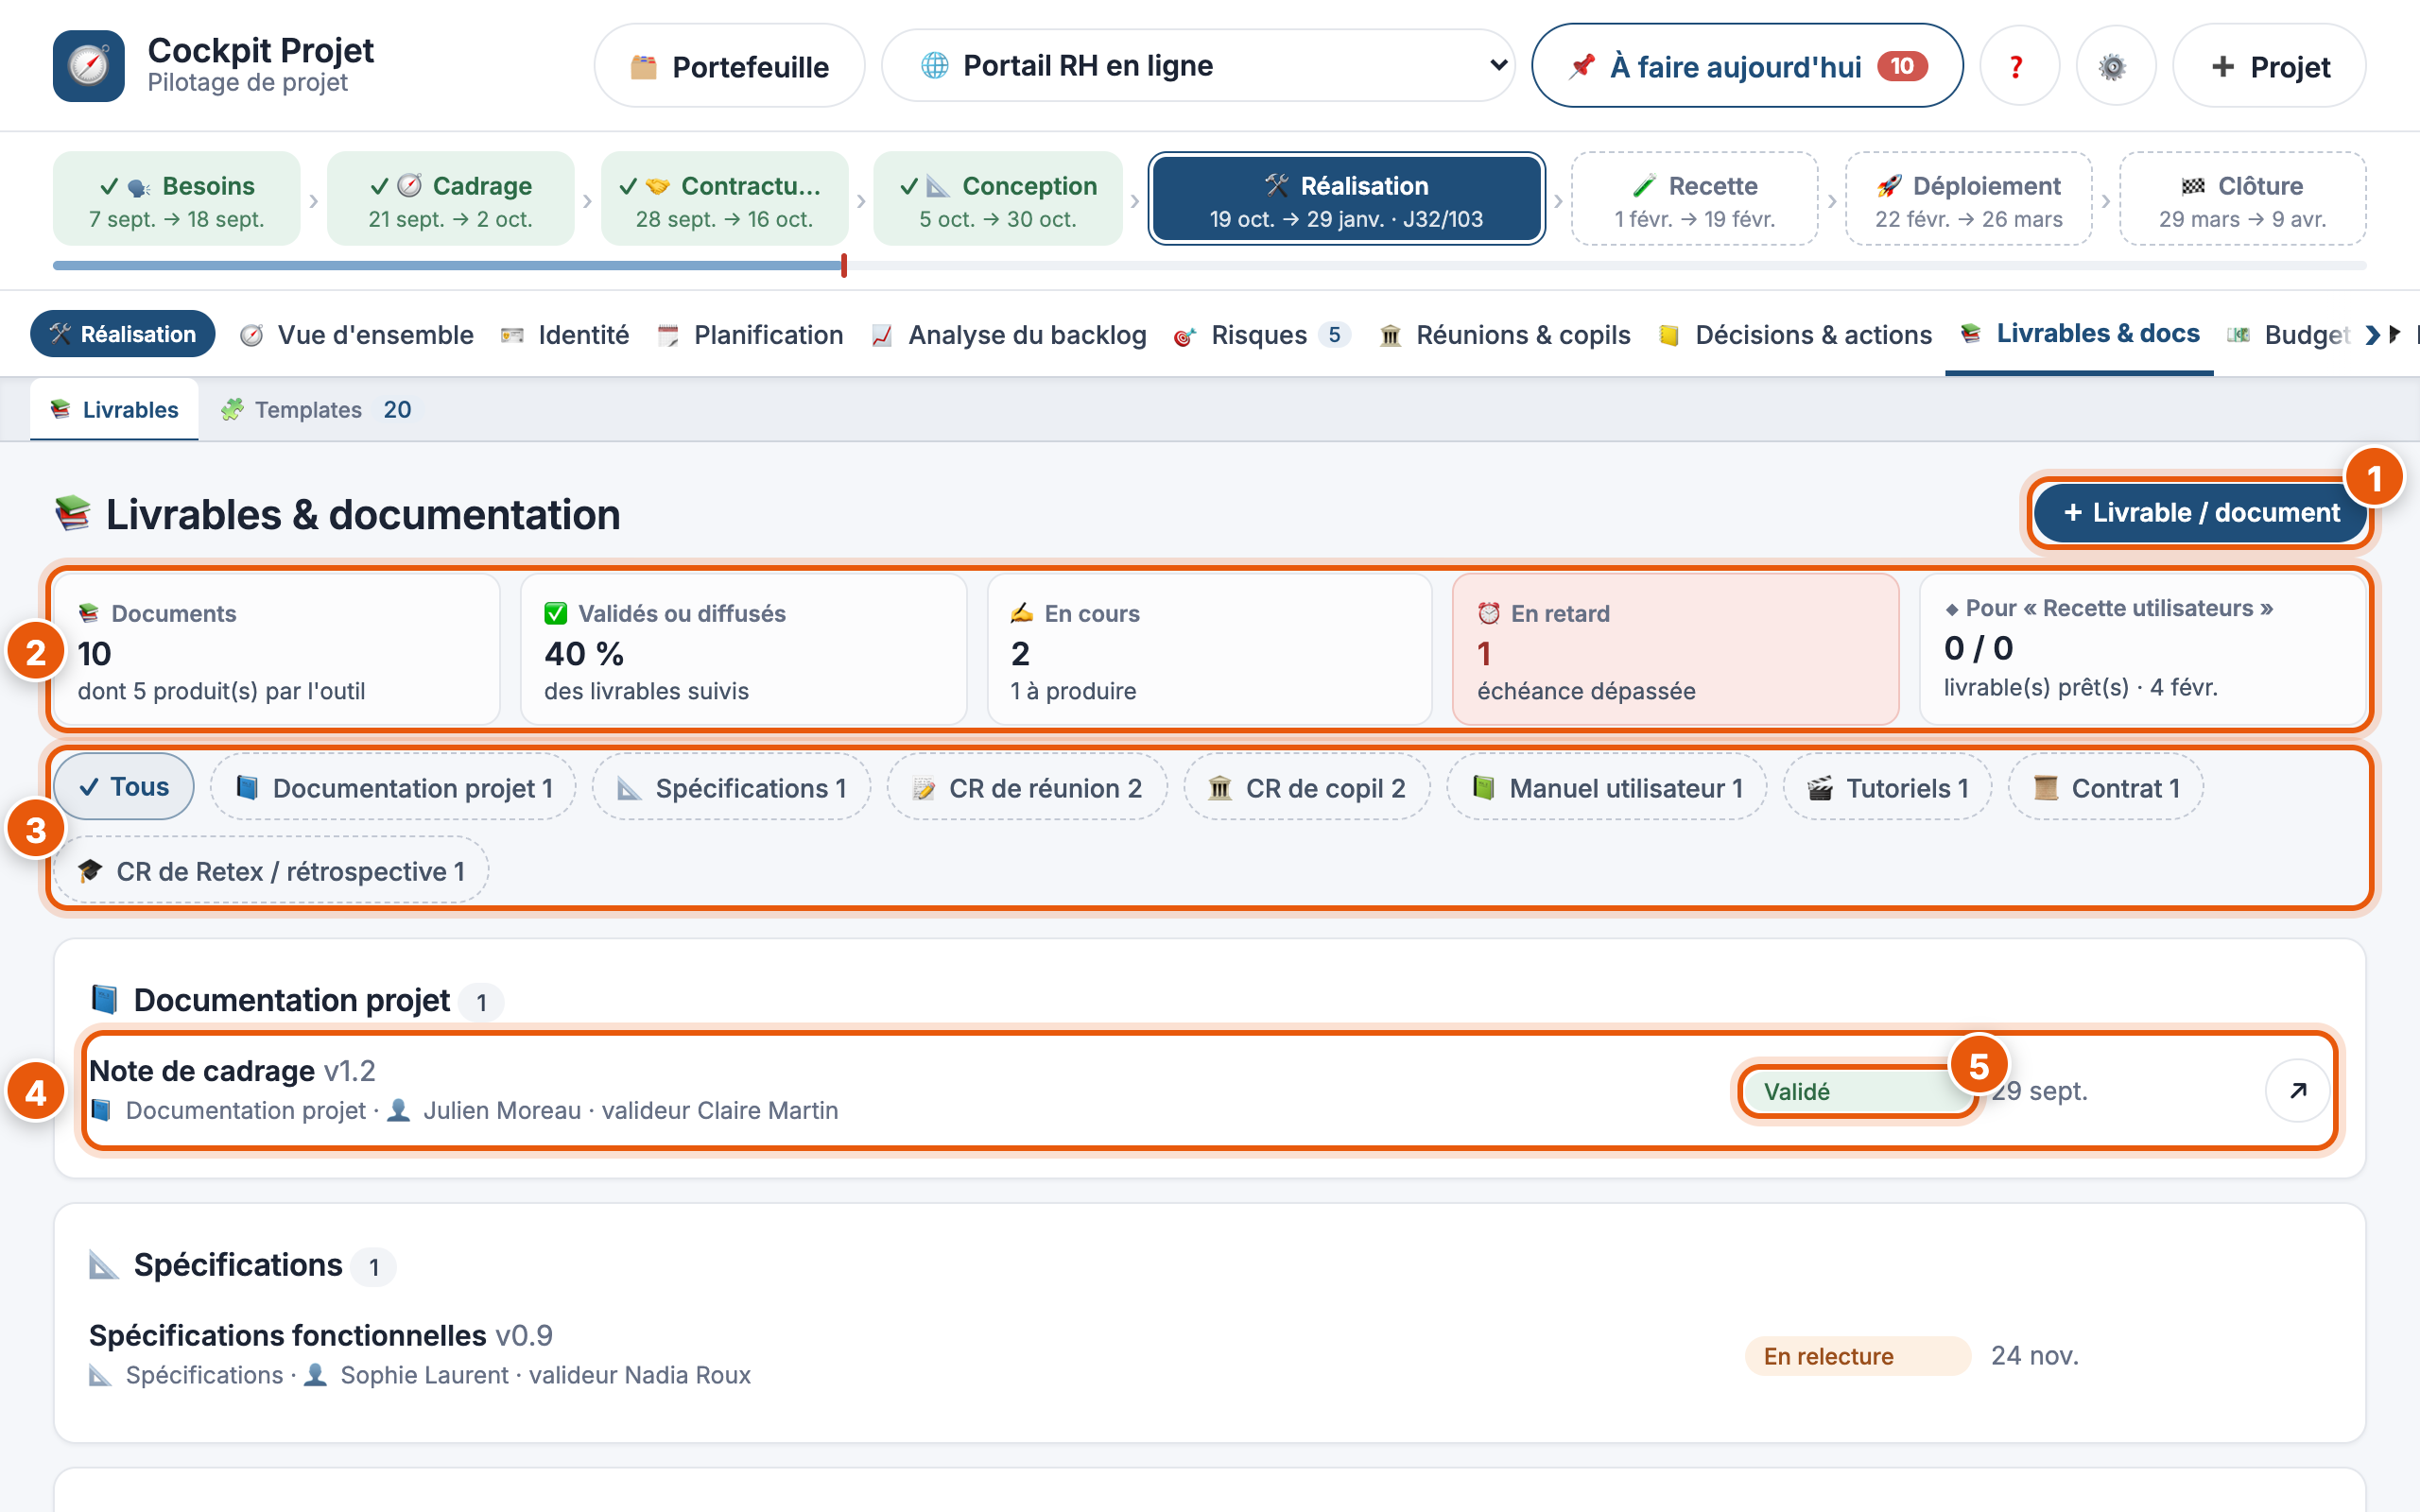 Cockpit Projet
Pilotage de projet
Portefeuille
Portail RH en ligne
À faire aujourd'hui 10
?
+ Projet
✓ Besoins
7 sept. → 18 sept.
✓ Cadrage
21 sept. → 2 oct.
✓ Contractu...
28 sept. → 16 oct.
✓ Conception
5 oct. → 30 oct.
Réalisation
19 oct. → 29 janv. · J32/103
Recette
1 févr. → 19 févr.
Déploiement
22 févr. → 26 mars
Clôture
29 mars → 9 avr.
Réalisation
Vue d'ensemble
Identité
Planification
Analyse du backlog
Risques 5
Réunions & copils
Décisions & actions
Livrables & docs
Budget
Livrables
Templates 20
Livrables & documentation
+ Livrable / document
1
2
Documents
10
dont 5 produit(s) par l'outil
Validés ou diffusés
40 %
des livrables suivis
En cours
2
1 à produire
En retard
1
échéance dépassée
Pour « Recette utilisateurs »
0 / 0
livrable(s) prêt(s) · 4 févr.
3
✓ Tous
Documentation projet 1
Spécifications 1
CR de réunion 2
CR de copil 2
Manuel utilisateur 1
Tutoriels 1
Contrat 1
CR de Retex / rétrospective 1
Documentation projet 1
4
Note de cadrage v1.2
Documentation projet · Julien Moreau · valideur Claire Martin
Validé
5
29 sept.
Spécifications 1
Spécifications fonctionnelles v0.9
Spécifications · Sophie Laurent · valideur Nadia Roux
En relecture
24 nov.